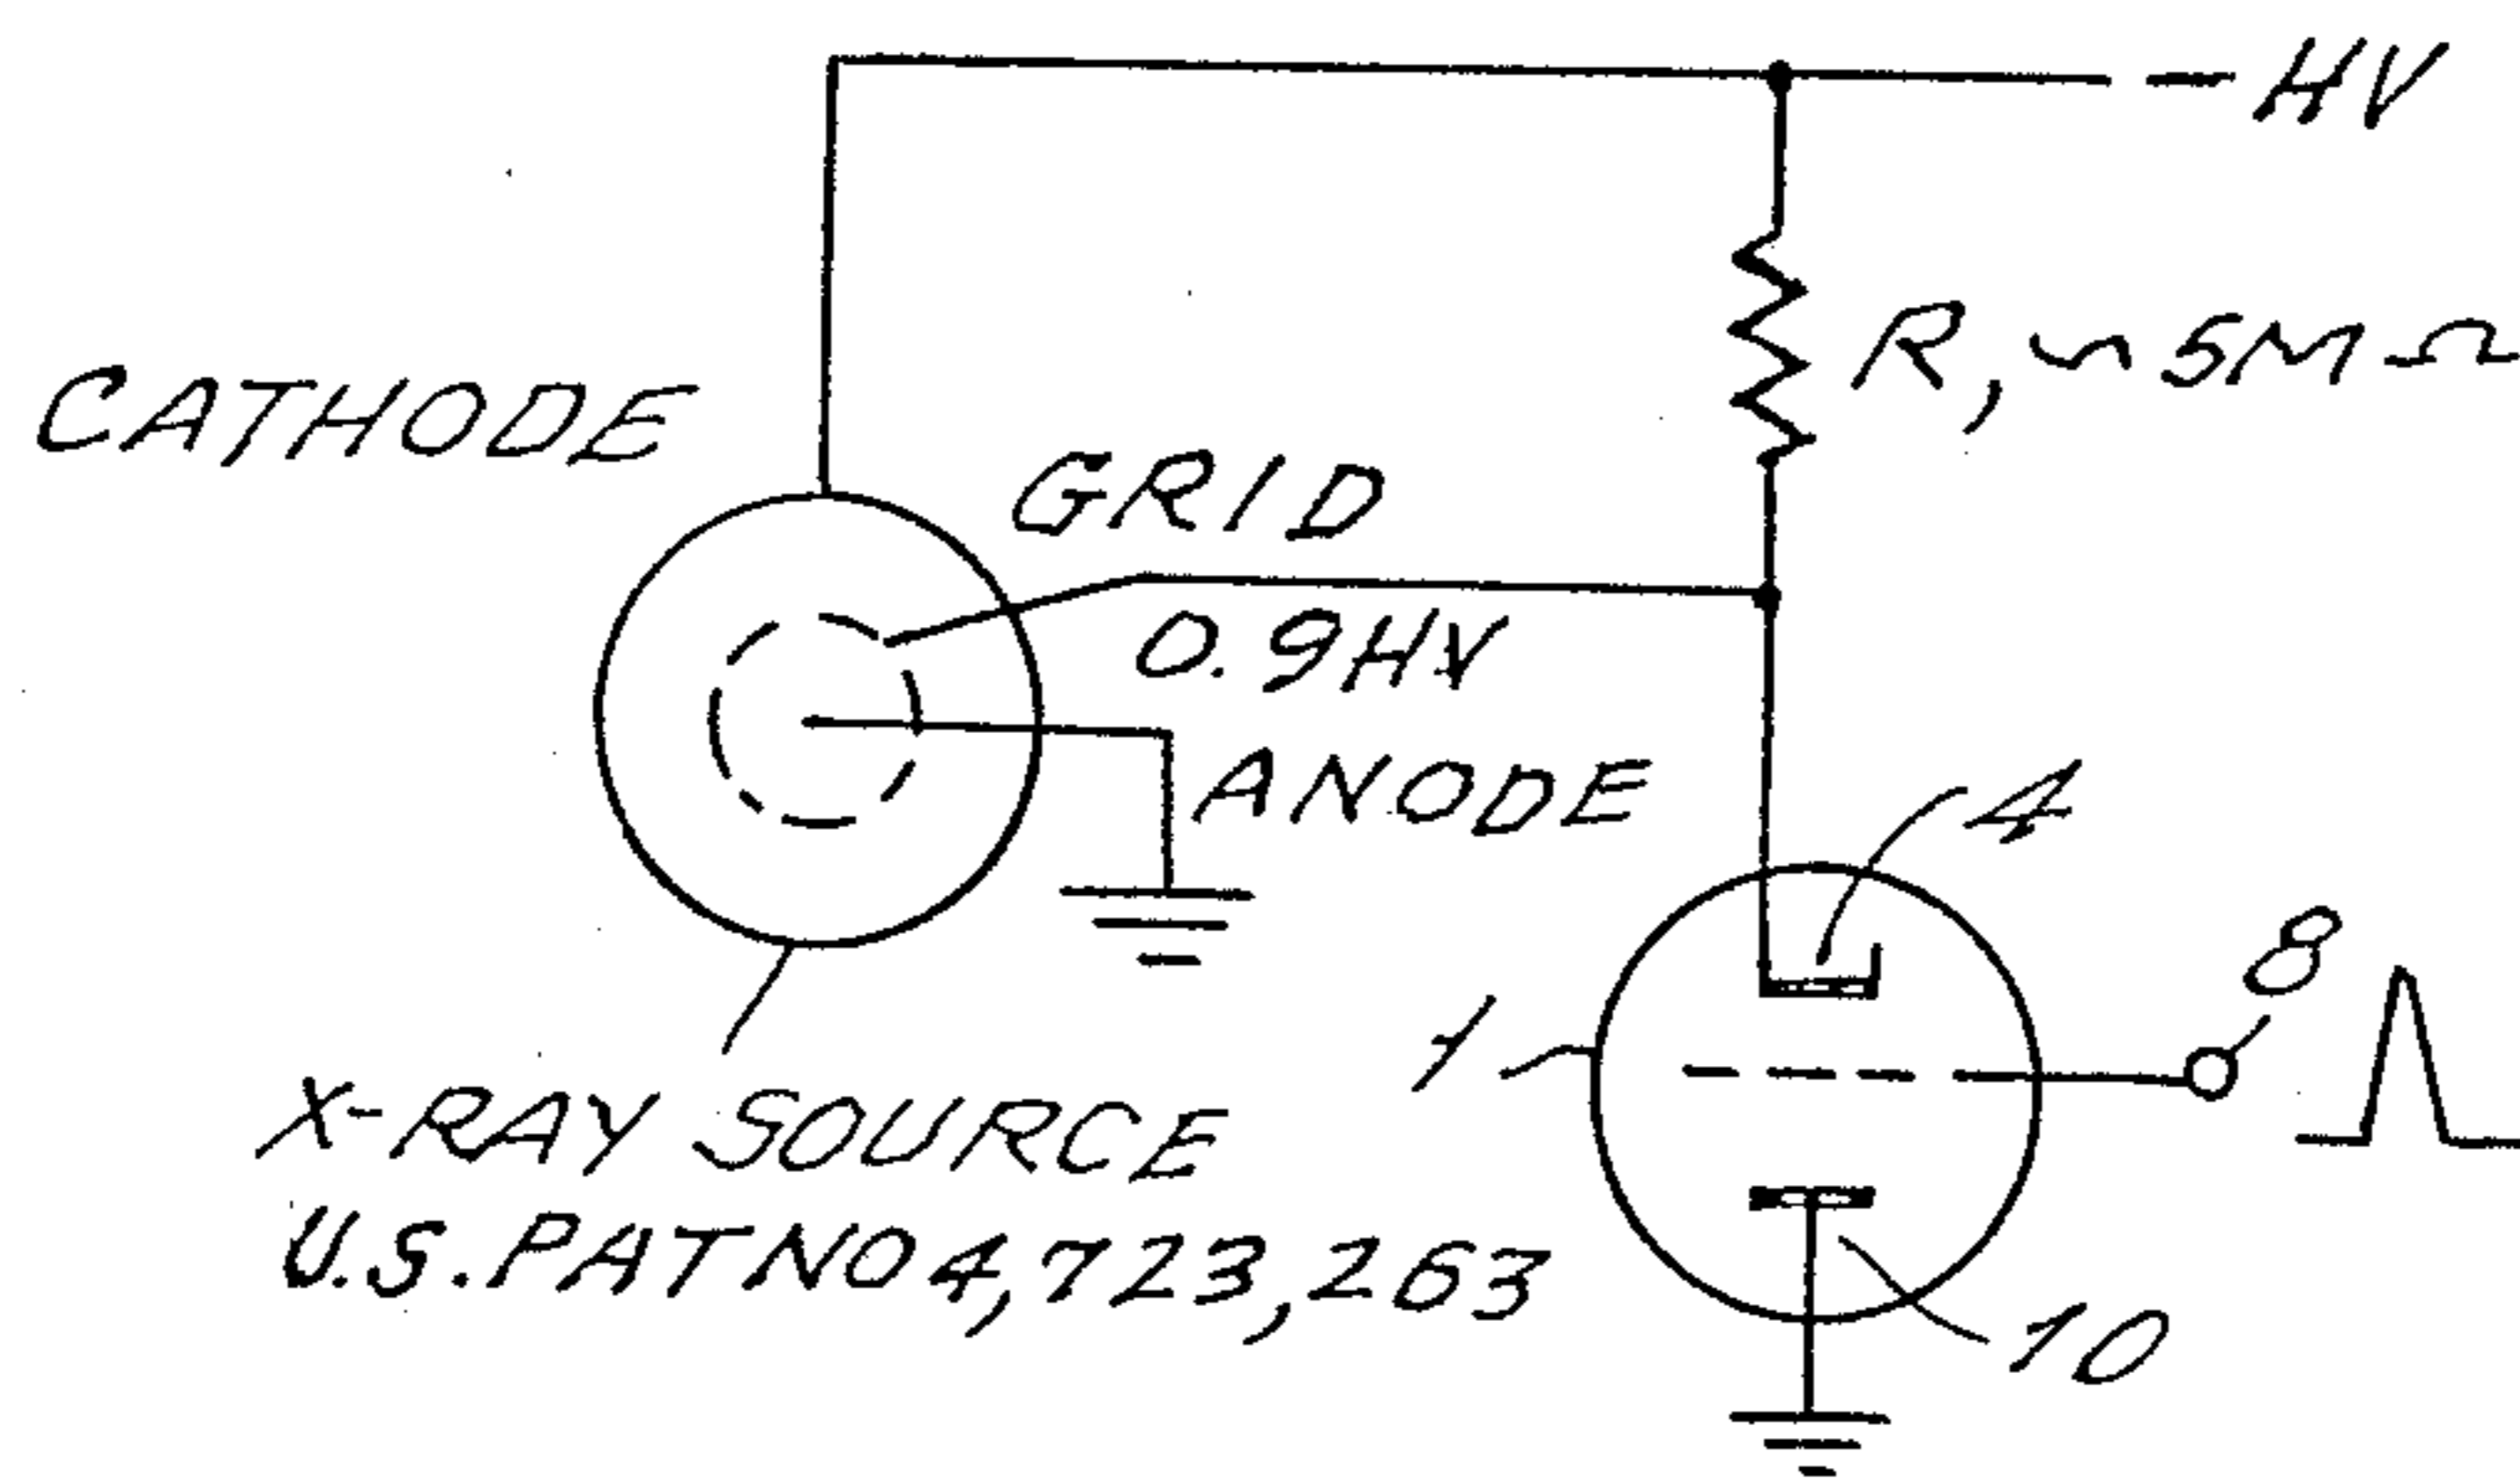 - HV
R, ~ 5MΩ
CATHODE
GRID
0.9HV
ANODE
4
8
1
X-RAY SOURCE
U.S. PAT NO 4,723,263
10